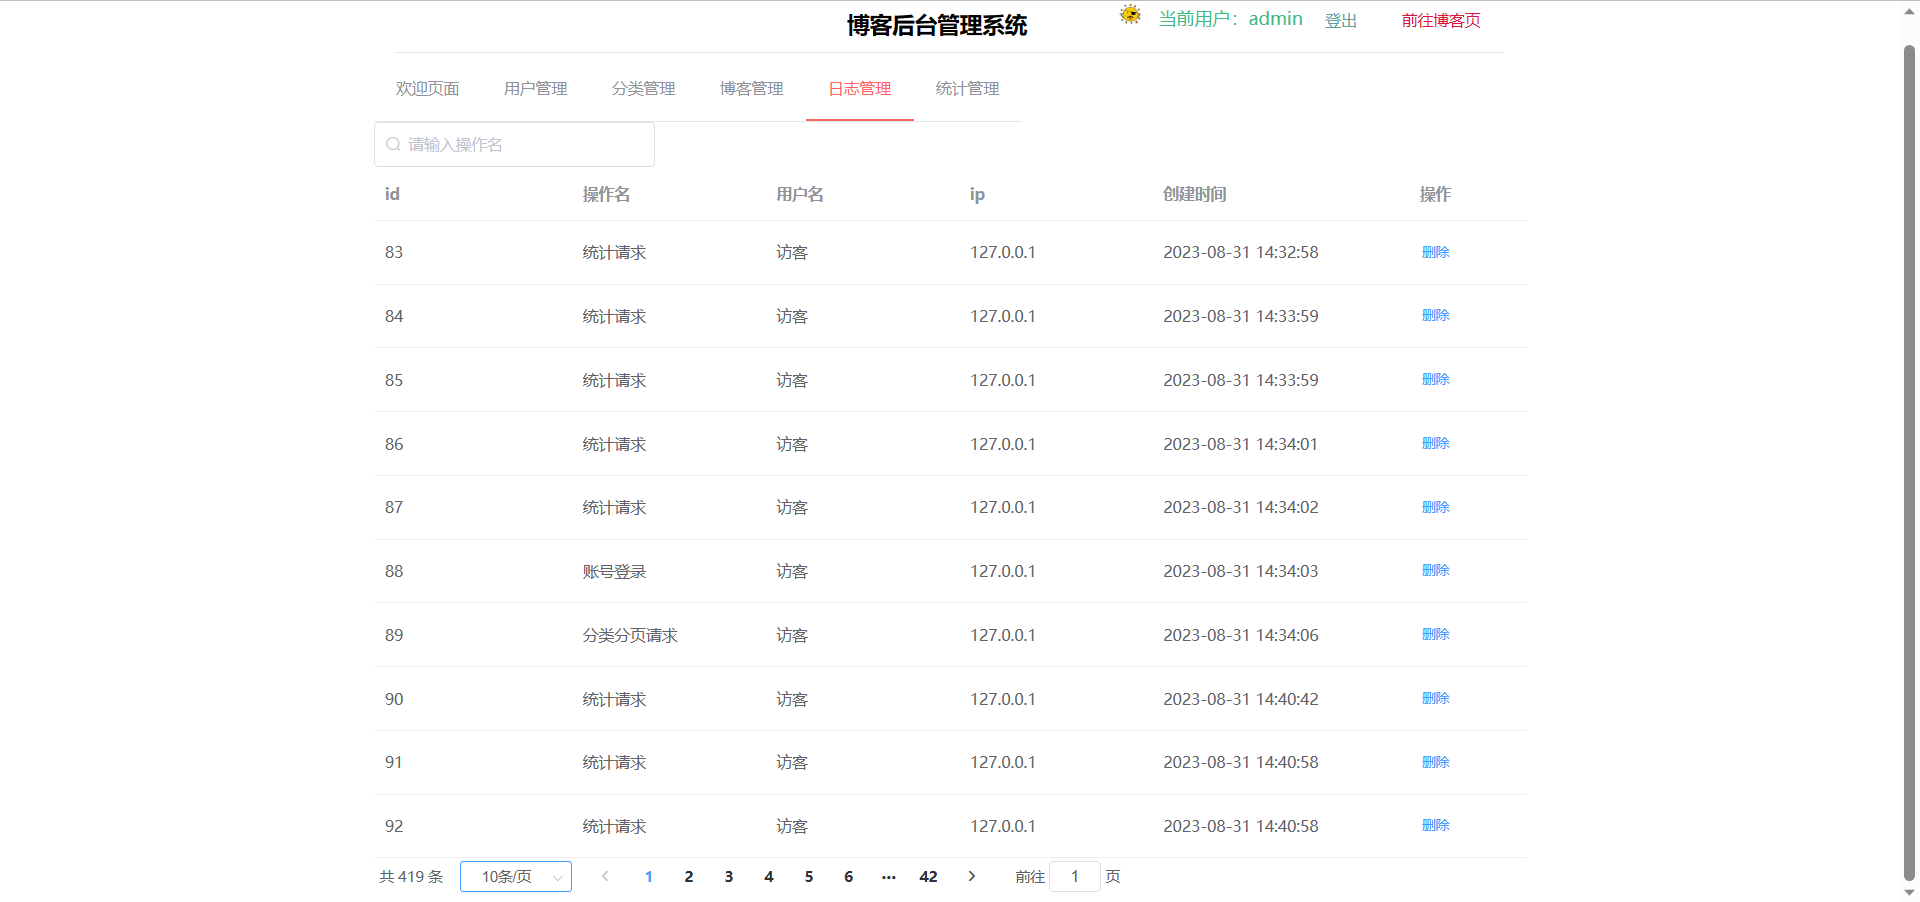 博客后台管理系统 当前用户：admin 登出 前往博客页
欢迎页面 用户管理 分类管理 博客管理 日志管理 统计管理
请输入操作名
id 操作名 用户名 ip 创建时间 操作
83 统计请求 访客 127.0.0.1 2023-08-31 14:32:58 删除
84 统计请求 访客 127.0.0.1 2023-08-31 14:33:59 删除
85 统计请求 访客 127.0.0.1 2023-08-31 14:33:59 删除
86 统计请求 访客 127.0.0.1 2023-08-31 14:34:01 删除
87 统计请求 访客 127.0.0.1 2023-08-31 14:34:02 删除
88 账号登录 访客 127.0.0.1 2023-08-31 14:34:03 删除
89 分类分页请求 访客 127.0.0.1 2023-08-31 14:34:06 删除
90 统计请求 访客 127.0.0.1 2023-08-31 14:40:42 删除
91 统计请求 访客 127.0.0.1 2023-08-31 14:40:58 删除
92 统计请求 访客 127.0.0.1 2023-08-31 14:40:58 删除
共 419 条 10条/页 1 2 3 4 5 6 ••• 42 前往 1 页